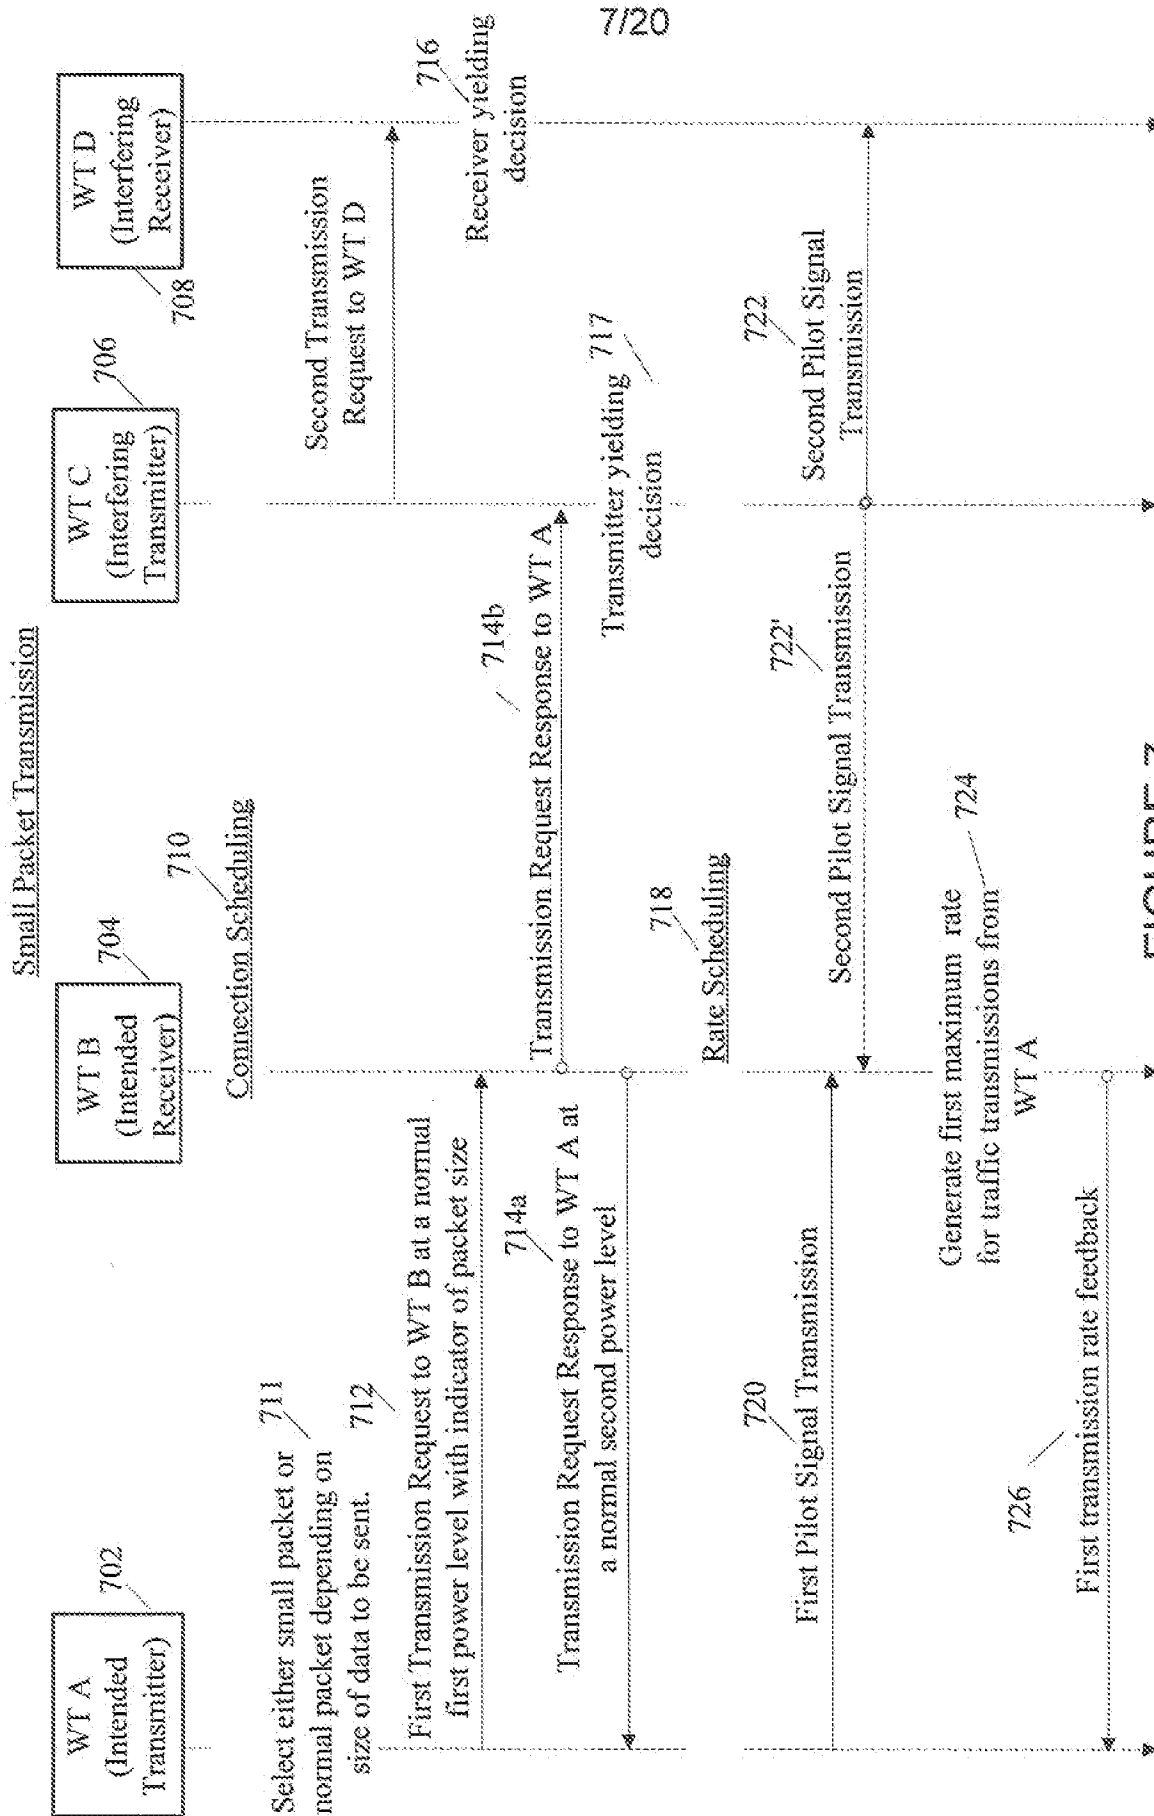 7/20
Small Packet Transmission
WT A
(Intended
Transmitter)
702
WT B
(Intended
Receiver)
704
WT C
(Interfering
Transmitter)
706
WT D
(Interfering
Receiver)
708
710
Connection Scheduling
Select either small packet or
normal packet depending on
size of data to be sent.
711
Second Transmission
Request to WT D
712
First Transmission Request to WT B at a normal
first power level with indicator of packet size
716
Receiver yielding
decision
714b
Transmission Request Response to WT A
714a
Transmission Request Response to WT A at
a normal second power level
717
Transmitter yielding
decision
718
Rate Scheduling
720
First Pilot Signal Transmission
722'
Second Pilot Signal Transmission
722
Second Pilot Signal
Transmission
Generate first maximum rate
for traffic transmissions from
WT A
724
726
First transmission rate feedback